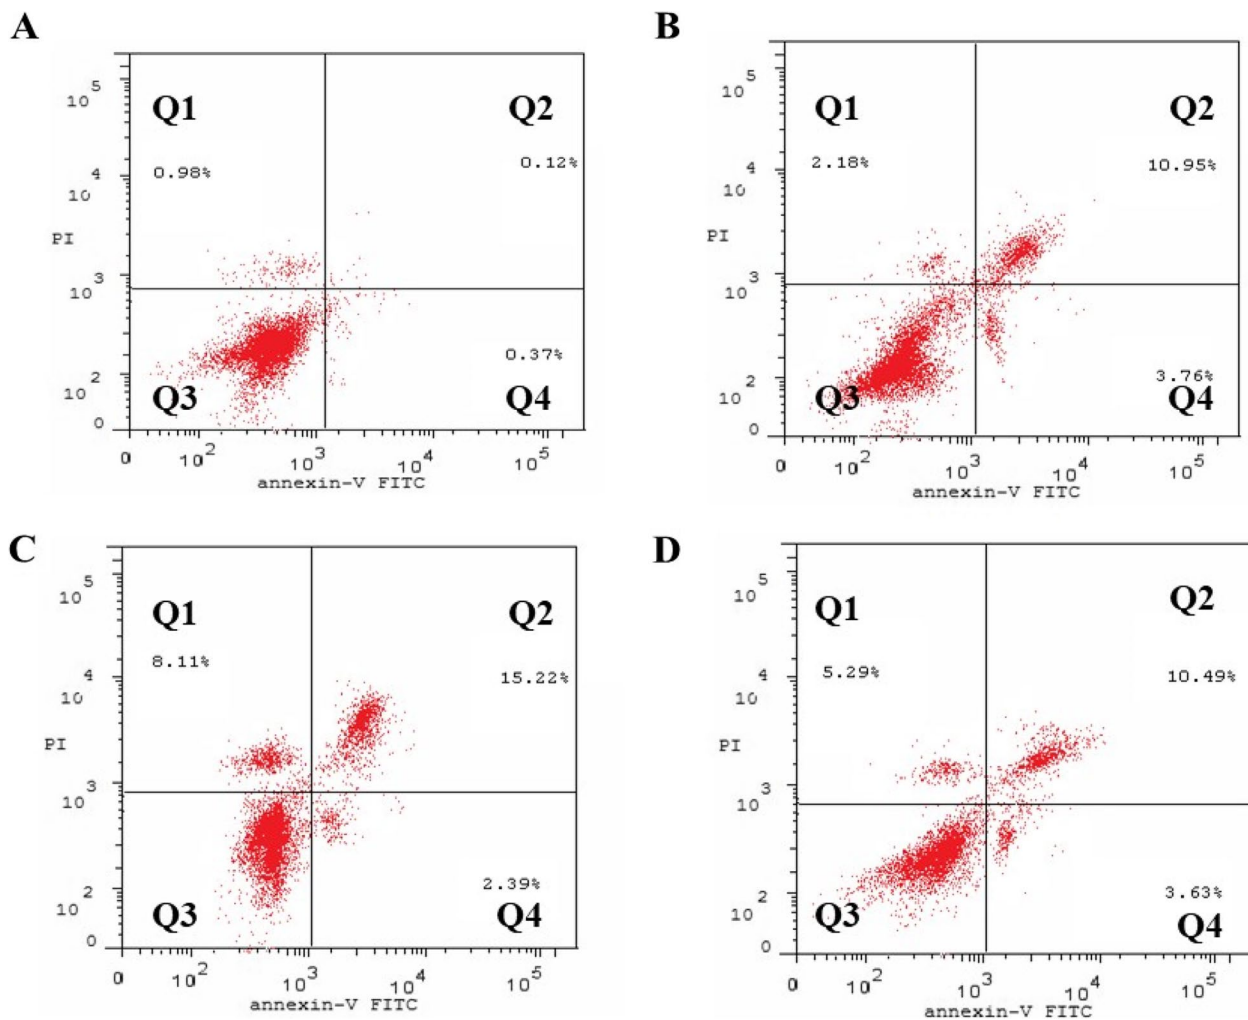 A
Q1
Q2
0.98%
0.12%
0.37%
Q3
Q4
PI
10^5
10^4
10^3
10^2
0
0 10^2 10^3 10^4 10^5
annexin-V FITC
B
Q1
Q2
2.18%
10.95%
3.76%
Q3
Q4
PI
10^5
10^4
10^3
10^2
0
0 10^2 10^3 10^4 10^5
annexin-V FITC
C
Q1
Q2
8.11%
15.22%
2.39%
Q3
Q4
PI
10^5
10^4
10^3
10^2
0
0 10^2 10^3 10^4 10^5
annexin-V FITC
D
Q1
Q2
5.29%
10.49%
3.63%
Q3
Q4
PI
10^5
10^4
10^3
10^2
0
0 10^2 10^3 10^4 10^5
annexin-V FITC